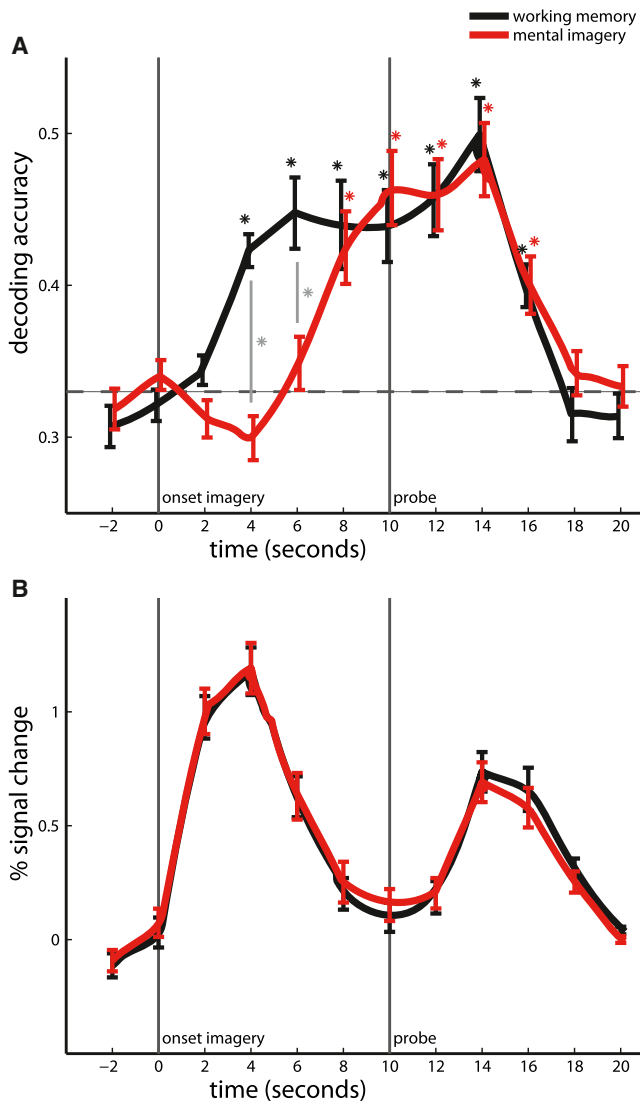 working memory
mental imagery
A
decoding accuracy
0.5
0.4
0.3
* * * * * * * * * * * * * *
onset imagery
probe
−2 0 2 4 6 8 10 12 14 16 18 20
time (seconds)
B
% signal change
1
0.5
0
onset imagery
probe
−2 0 2 4 6 8 10 12 14 16 18 20
time (seconds)